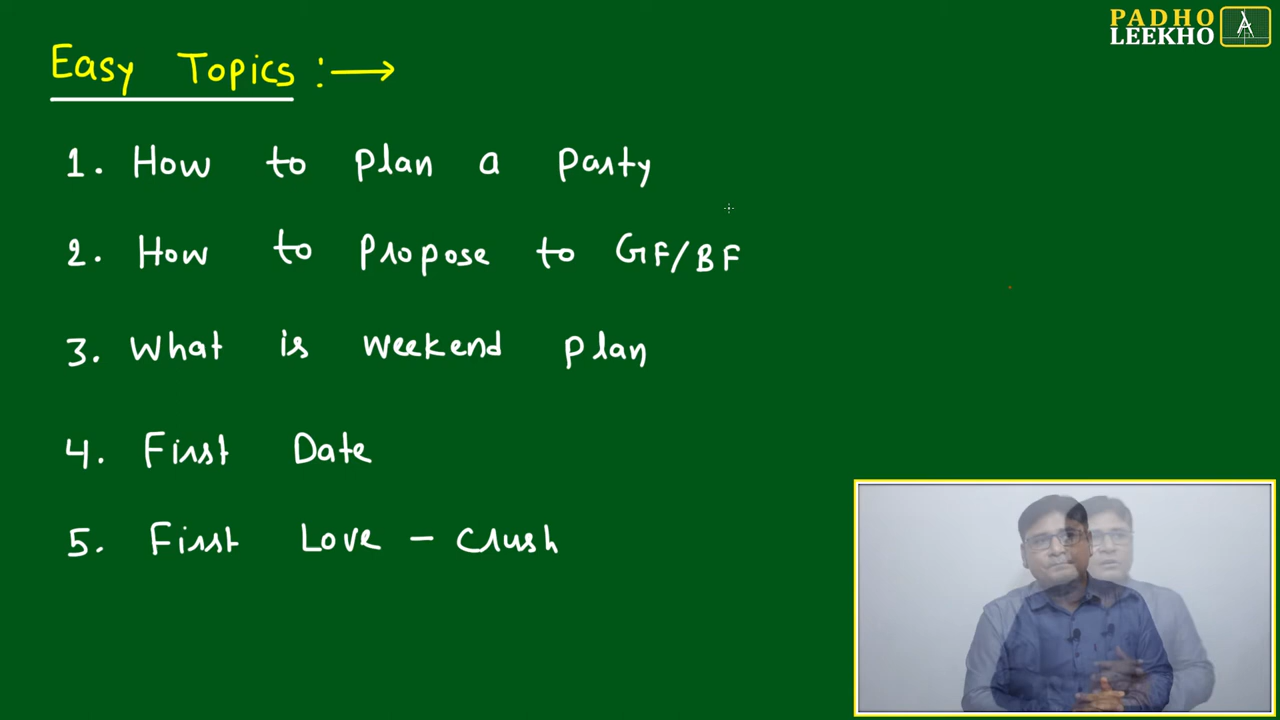 PADHO
LEEKHO
Easy Topics :→
1. How to plan a party
2. How to Propose to GF/BF
3. What is weekend plan
4. First Date
5. First Love - Crush